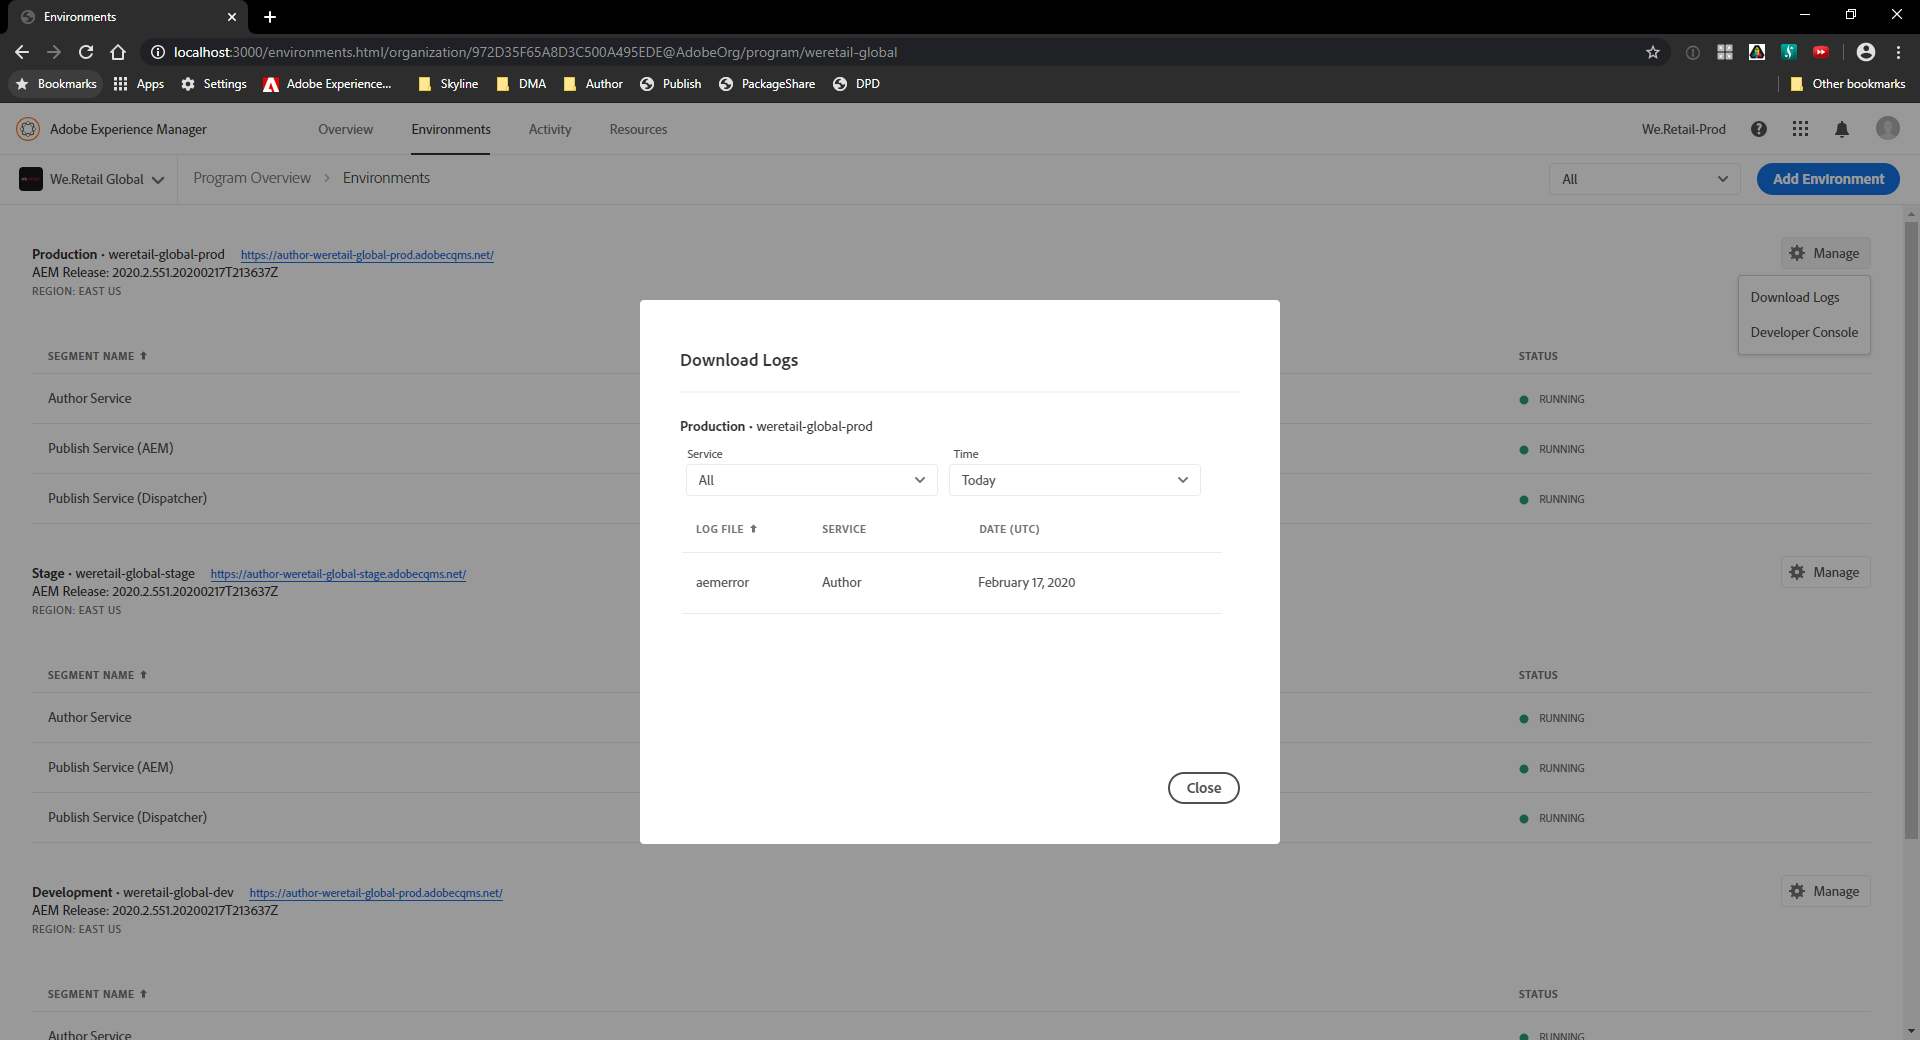 Environments
localhost:3000/environments.html/organization/972D35F65A8D3C500A495EDE@AdobeOrg/program/weretail-global
Bookmarks Apps Settings Adobe Experience... Skyline DMA Author Publish PackageShare DPD Other bookmarks
Adobe Experience Manager Overview Environments Activity Resources We.Retail-Prod
We.Retail Global Program Overview > Environments All Add Environment
Production · weretail-global-prod https://author-weretail-global-prod.adobecqms.net/ Manage
AEM Release: 2020.2.551.20200217T213637Z
REGION: EAST US
Download Logs
Developer Console
SEGMENT NAME STATUS
Author Service RUNNING
Publish Service (AEM) RUNNING
Publish Service (Dispatcher) RUNNING
Stage · weretail-global-stage https://author-weretail-global-stage.adobecqms.net/ Manage
AEM Release: 2020.2.551.20200217T213637Z
REGION: EAST US
SEGMENT NAME STATUS
Author Service RUNNING
Publish Service (AEM) RUNNING
Publish Service (Dispatcher) RUNNING
Development · weretail-global-dev https://author-weretail-global-prod.adobecqms.net/ Manage
AEM Release: 2020.2.551.20200217T213637Z
REGION: EAST US
SEGMENT NAME STATUS
Author Service RUNNING
Download Logs
Production · weretail-global-prod
Service Time
All Today
LOG FILE SERVICE DATE (UTC)
aemerror Author February 17, 2020
Close